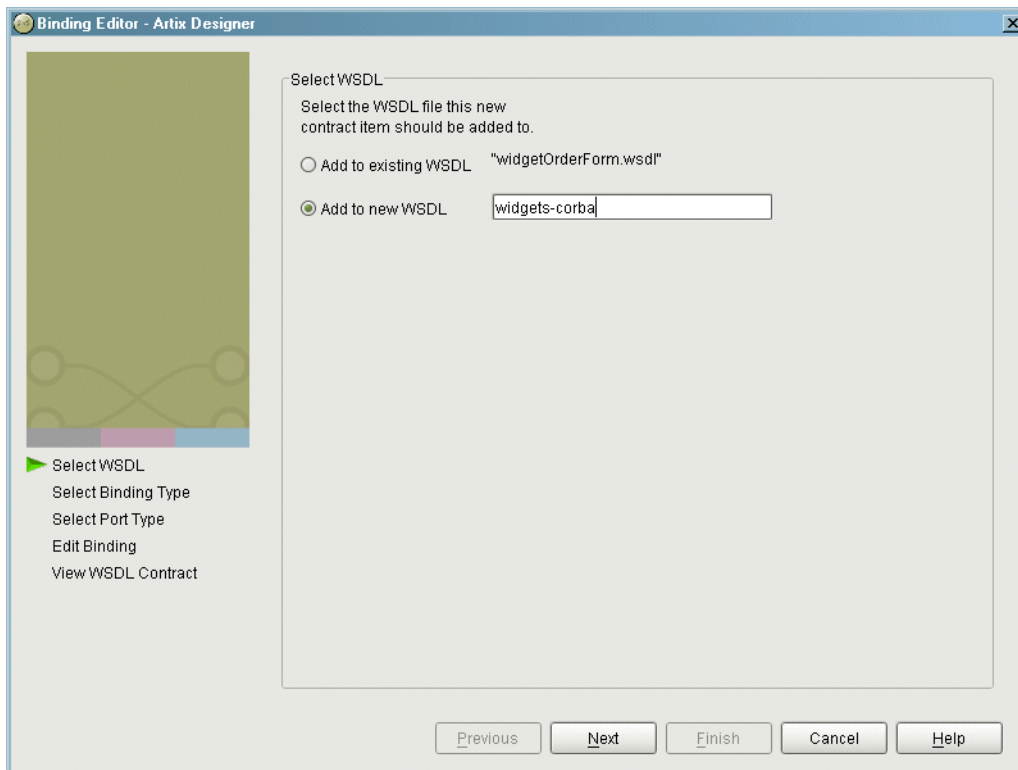 Binding Editor - Artix Designer
Select WSDL
Select the WSDL file this new
contract item should be added to.
Add to existing WSDL "widgetOrderForm.wsdl"
Add to new WSDL widgets-corba
Select WSDL
Select Binding Type
Select Port Type
Edit Binding
View WSDL Contract
Previous Next Finish Cancel Help